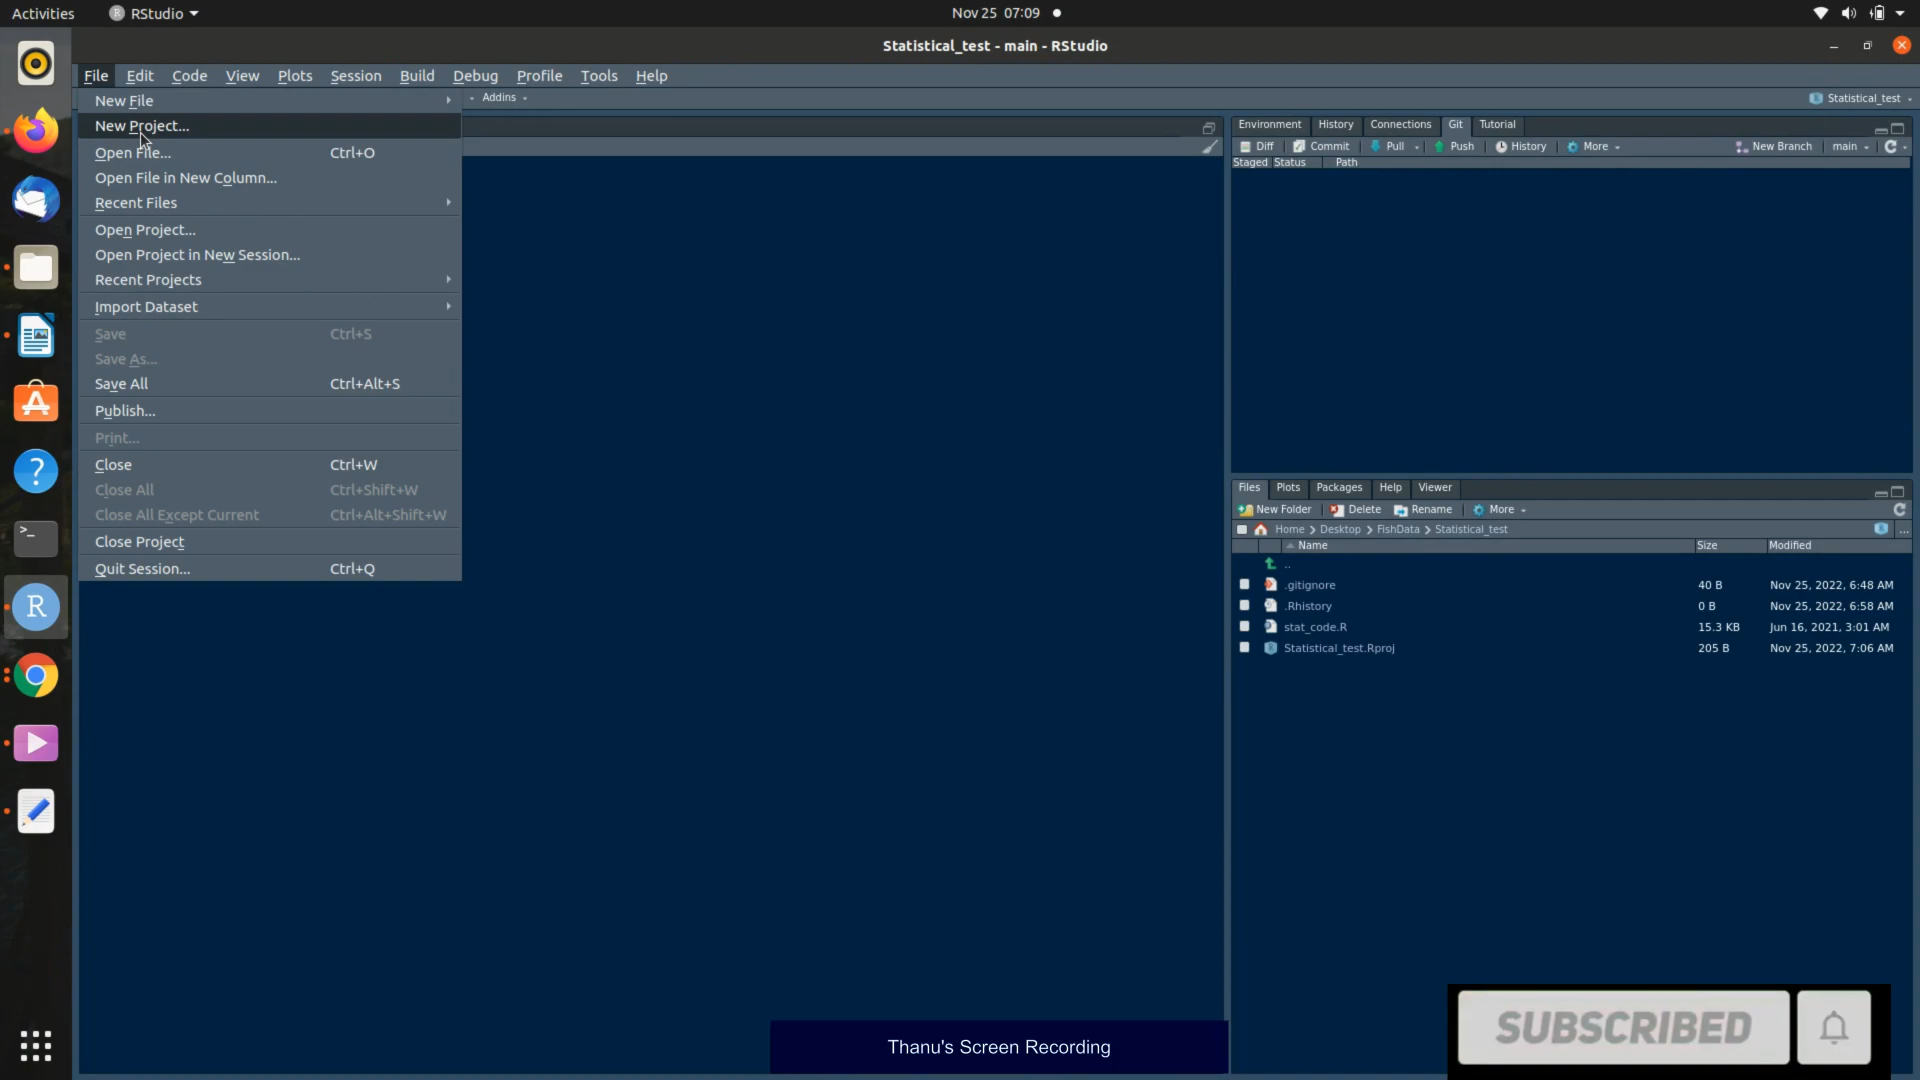 Activities RStudio Nov 25 07:09
Statistical_test - main - RStudio
File Edit Code View Plots Session Build Debug Profile Tools Help
Addins Statistical_test
New File
New Project...
Open File... Ctrl+O
Open File in New Column...
Recent Files
Open Project...
Open Project in New Session...
Recent Projects
Import Dataset
Save Ctrl+S
Save As...
Save All Ctrl+Alt+S
Publish...
Print...
Close Ctrl+W
Close All Ctrl+Shift+W
Close All Except Current Ctrl+Alt+Shift+W
Close Project
Quit Session... Ctrl+Q
Environment History Connections Git Tutorial
Diff Commit Pull Push History More New Branch main
Staged Status Path
Files Plots Packages Help Viewer
New Folder Delete Rename More
Home > Desktop > FishData > Statistical_test ...
Name Size Modified
..
.gitignore 40 B Nov 25, 2022, 6:48 AM
.Rhistory 0 B Nov 25, 2022, 6:58 AM
stat_code.R 15.3 KB Jun 16, 2021, 3:01 AM
Statistical_test.Rproj 205 B Nov 25, 2022, 7:06 AM
Thanu's Screen Recording
SUBSCRIBED